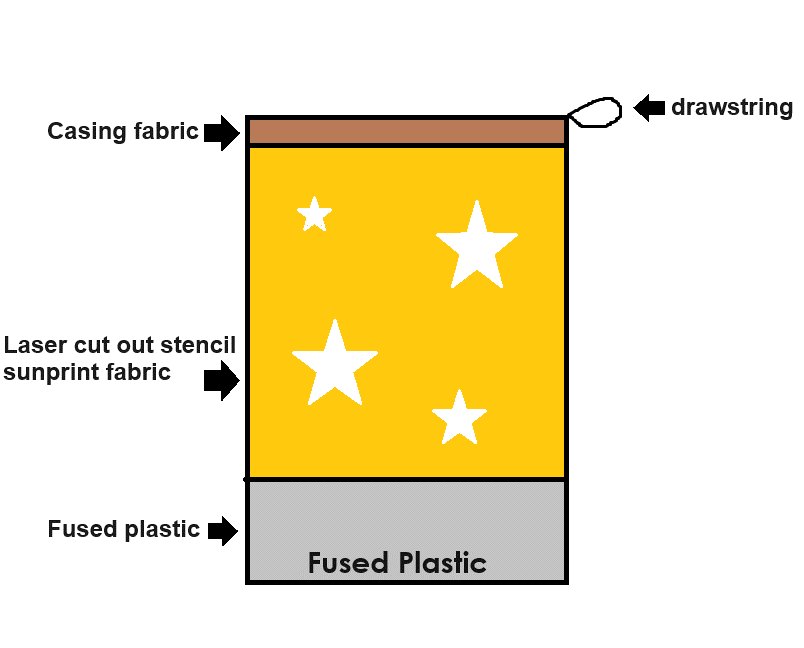 drawstring
Casing fabric
Laser cut out stencil
sunprint fabric
Fused plastic
Fused Plastic